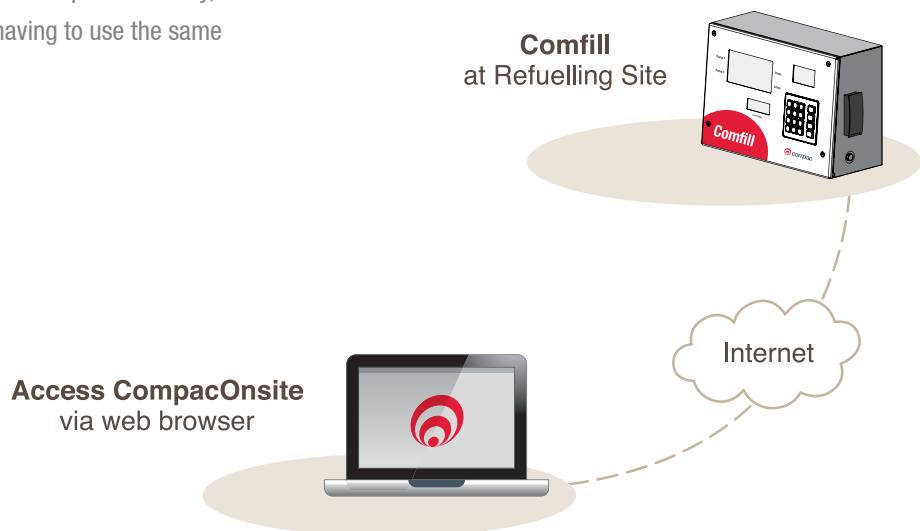 having to use the same
Comfill
at Refuelling Site
Comfill
compac
Internet
Access CompacOnsite
via web browser